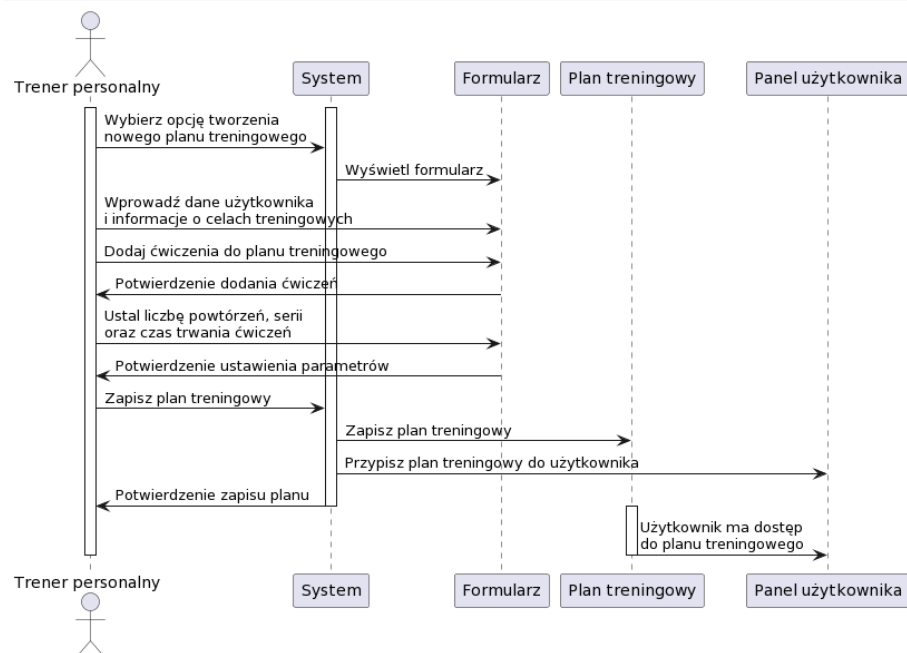 Trener personalny
System
Formularz
Plan treningowy
Panel użytkownika
Wybierz opcję tworzenia
nowego planu treningowego
Wyświetl formularz
Wprowadź dane użytkownika
i informacje o celach treningowych
Dodaj ćwiczenia do planu treningowego
Potwierdzenie dodania ćwiczeń
Ustal liczbę powtórzeń, serii
oraz czas trwania ćwiczeń
Potwierdzenie ustawienia parametrów
Zapisz plan treningowy
Zapisz plan treningowy
Przypisz plan treningowy do użytkownika
Potwierdzenie zapisu planu
Użytkownik ma dostęp
do planu treningowego
Trener personalny
System
Formularz
Plan treningowy
Panel użytkownika